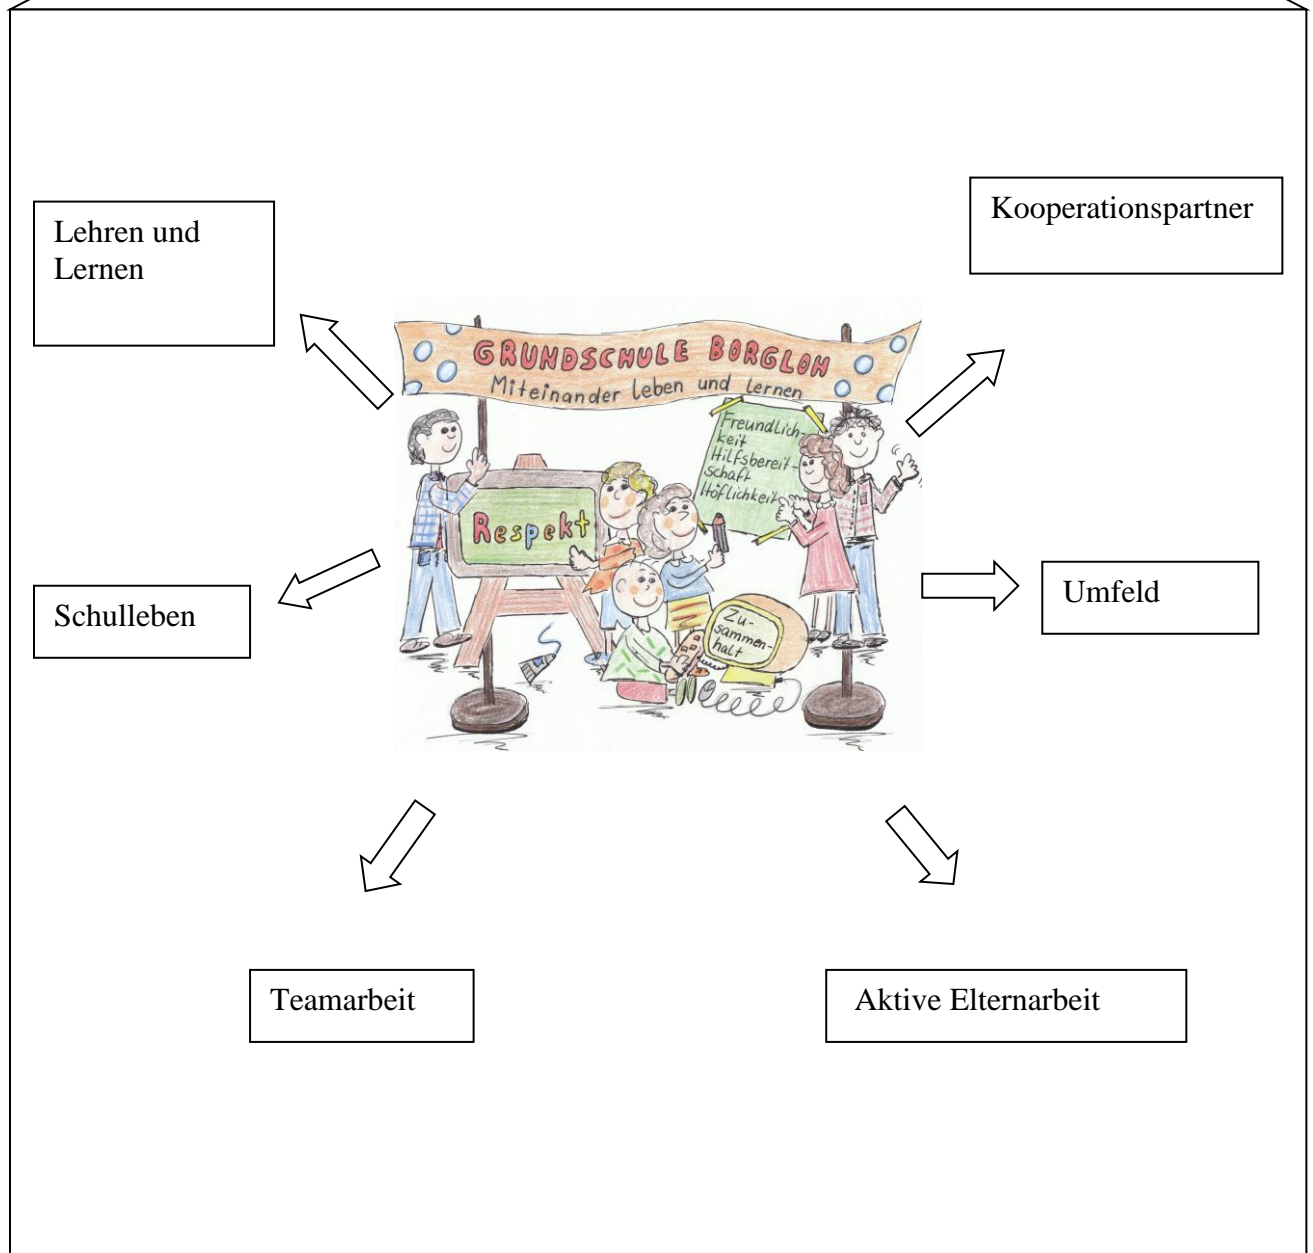 Kooperationspartner
Lehren und
Lernen
GRUNDSCHULE BORGLOH
Miteinander leben und lernen
Freundlich-
keit
Hilfsbereit-
schaft
Höflichkeit
Respekt
Schulleben
Umfeld
Zu-
sammen-
halt
Teamarbeit
Aktive Elternarbeit